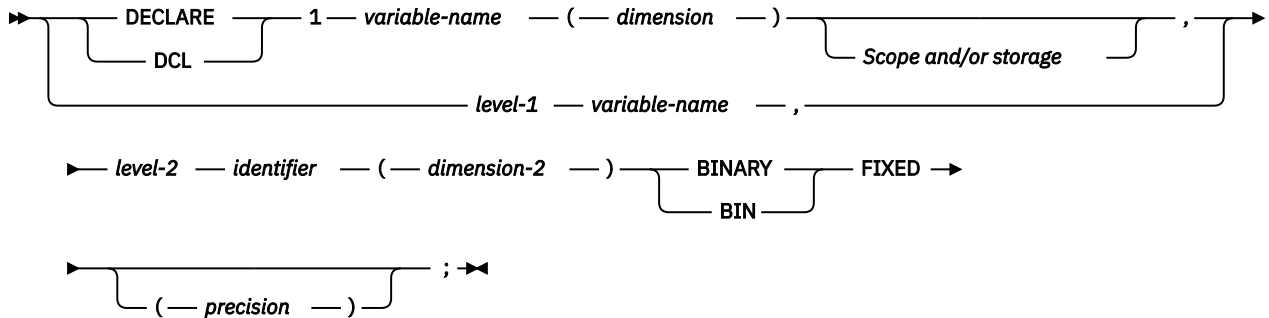 DECLARE 1 variable-name ( dimension ) ,
DCL Scope and/or storage
level-1 variable-name ,
level-2 identifier ( dimension-2 ) BINARY FIXED
BIN
;
( precision )